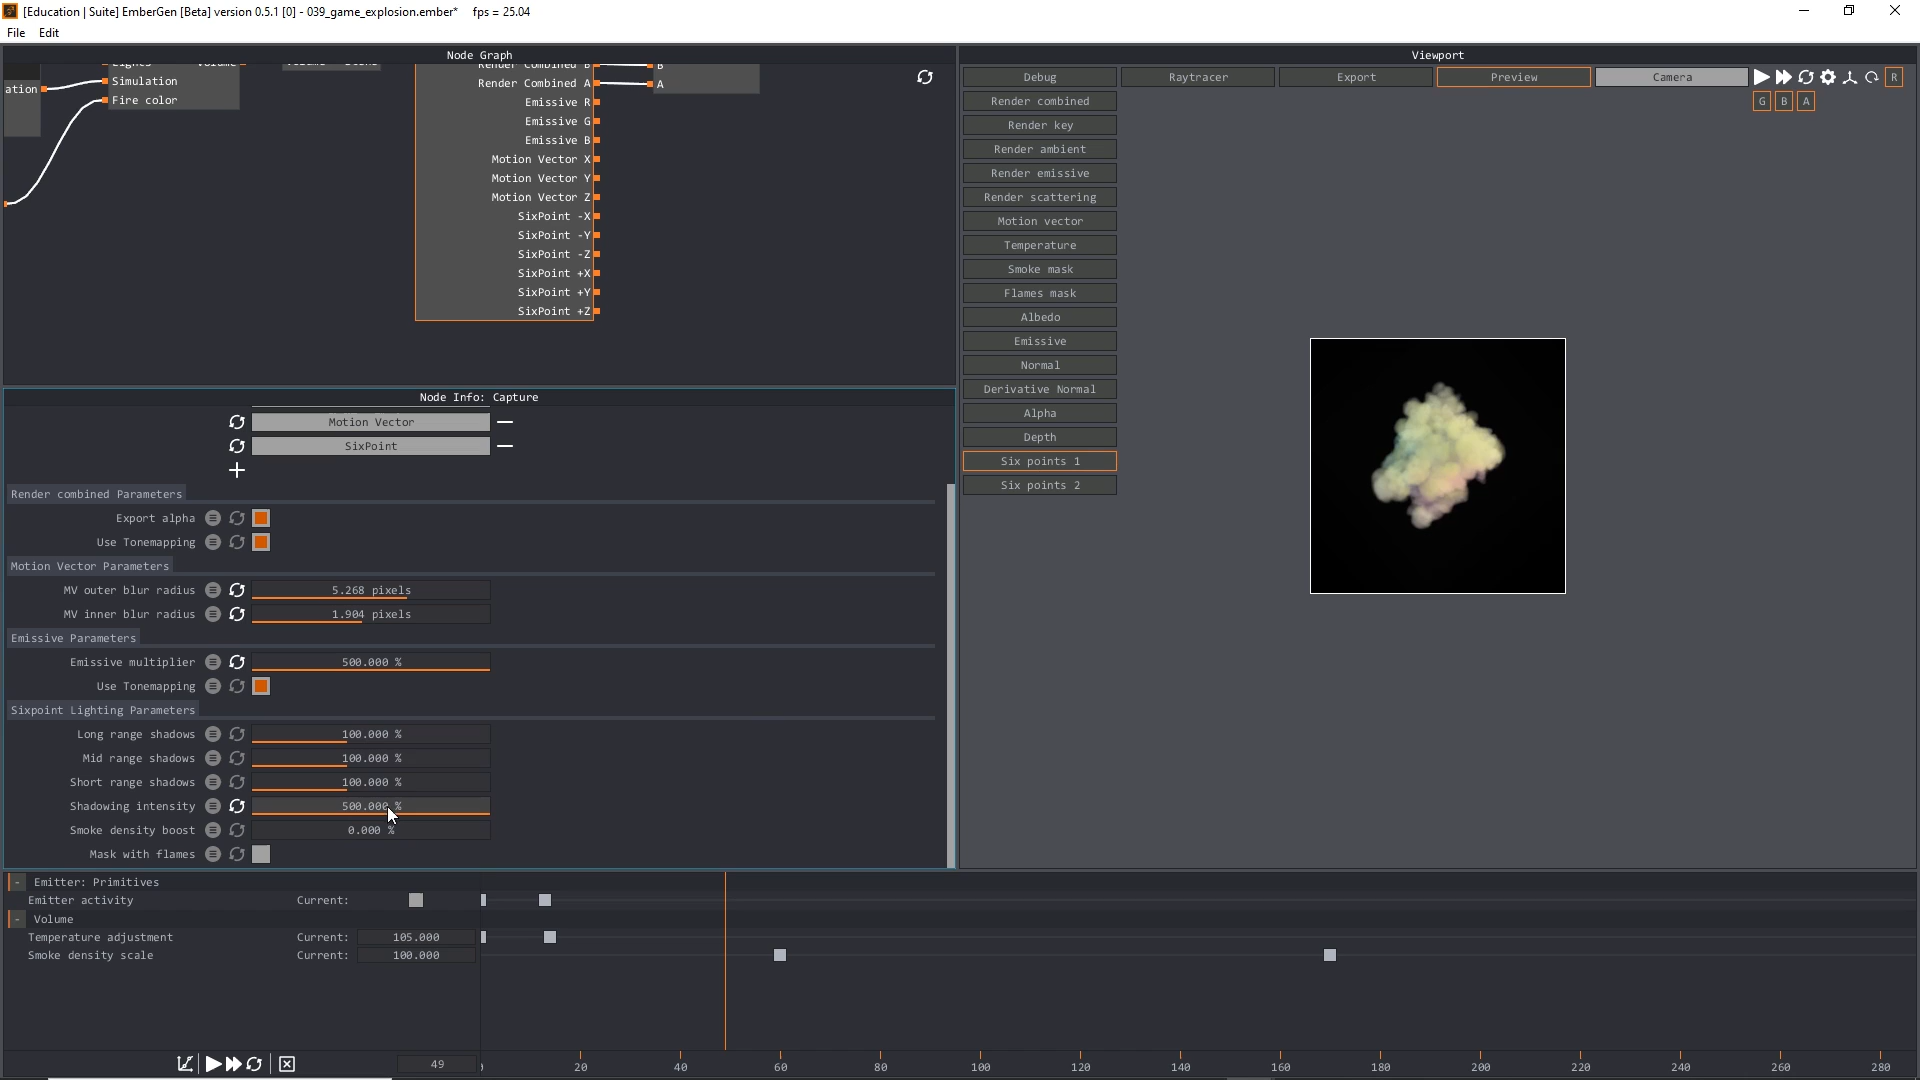 [Education | Suite] EmberGen [Beta] version 0.5.1 [0] - 039_game_explosion.ember*    fps = 25.04
File Edit
Node Graph
ation
Simulation
Fire color
Render Combined B
B
Render Combined A
A
Emissive R
Emissive G
Emissive B
Motion Vector X
Motion Vector Y
Motion Vector Z
SixPoint -X
SixPoint -Y
SixPoint -Z
SixPoint +X
SixPoint +Y
SixPoint +Z
Viewport
Debug Raytracer Export Preview Camera R
G B A
Render combined
Render key
Render ambient
Render emissive
Render scattering
Motion vector
Temperature
Smoke mask
Flames mask
Albedo
Emissive
Normal
Derivative Normal
Alpha
Depth
Six points 1
Six points 2
Node Info: Capture
Motion Vector
SixPoint
Render combined Parameters
Export alpha
Use Tonemapping
Motion Vector Parameters
MV outer blur radius 5.268 pixels
MV inner blur radius 1.904 pixels
Emissive Parameters
Emissive multiplier 500.000 %
Use Tonemapping
Sixpoint Lighting Parameters
Long range shadows 100.000 %
Mid range shadows 100.000 %
Short range shadows 100.000 %
Shadowing intensity 500.000 %
Smoke density boost 0.000 %
Mask with flames
- Emitter: Primitives
Emitter activity Current:
- Volume
Temperature adjustment Current: 105.000
Smoke density scale Current: 100.000
49
20 40 60 80 100 120 140 160 180 200 220 240 260 280